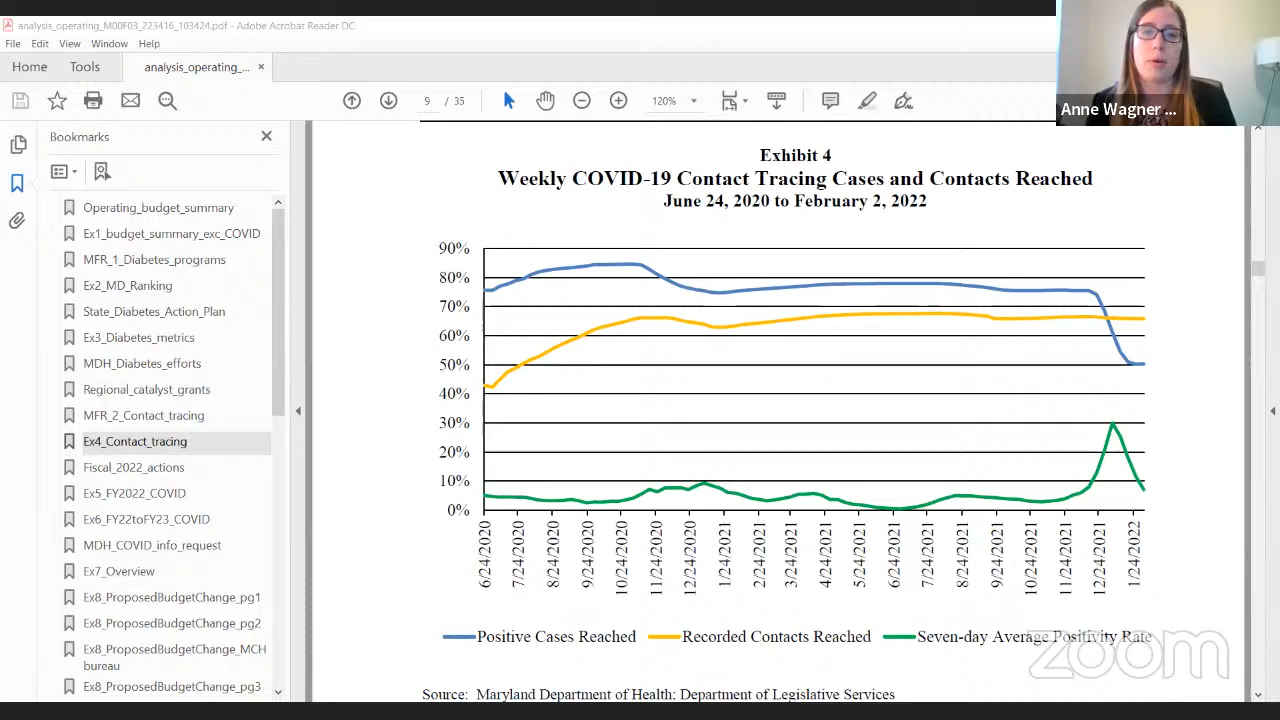 analysis_operating_M00F03_223416_103424.pdf - Adobe Acrobat Reader DC
File Edit View Window Help
Home Tools analysis_operating_... ×
9 / 35 120%
Anne Wagner ...
Bookmarks
Operating_budget_summary
Ex1_budget_summary_exc_COVID
MFR_1_Diabetes_programs
Ex2_MD_Ranking
State_Diabetes_Action_Plan
Ex3_Diabetes_metrics
MDH_Diabetes_efforts
Regional_catalyst_grants
MFR_2_Contact_tracing
Ex4_Contact_tracing
Fiscal_2022_actions
Ex5_FY2022_COVID
Ex6_FY22toFY23_COVID
MDH_COVID_info_request
Ex7_Overview
Ex8_ProposedBudgetChange_pg1
Ex8_ProposedBudgetChange_pg2
Ex8_ProposedBudgetChange_MCH
bureau
Ex8_ProposedBudgetChange_pg3
Exhibit 4
Weekly COVID-19 Contact Tracing Cases and Contacts Reached
June 24, 2020 to February 2, 2022
90%
80%
70%
60%
50%
40%
30%
20%
10%
0%
6/24/2020
7/24/2020
8/24/2020
9/24/2020
10/24/2020
11/24/2020
12/24/2020
1/24/2021
2/24/2021
3/24/2021
4/24/2021
5/24/2021
6/24/2021
7/24/2021
8/24/2021
9/24/2021
10/24/2021
11/24/2021
12/24/2021
1/24/2022
Positive Cases Reached Recorded Contacts Reached Seven-day Average Positivity Rate
zoom
Source: Maryland Department of Health; Department of Legislative Services